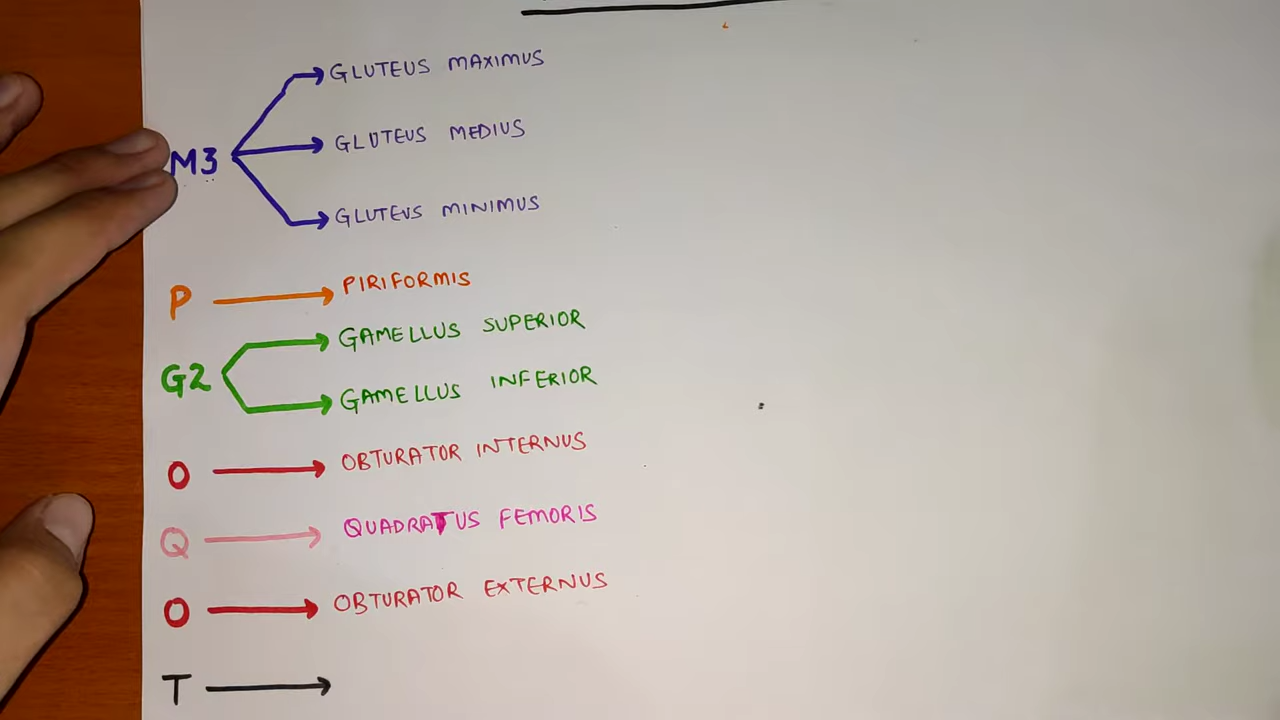 GLUTEUS MAXIMUS
GLUTEUS MEDIUS
M3
GLUTEUS MINIMUS
P PIRIFORMIS
GAMELLUS SUPERIOR
G2
GAMELLUS INFERIOR
O OBTURATOR INTERNUS
Q QUADRATUS FEMORIS
O OBTURATOR EXTERNUS
T